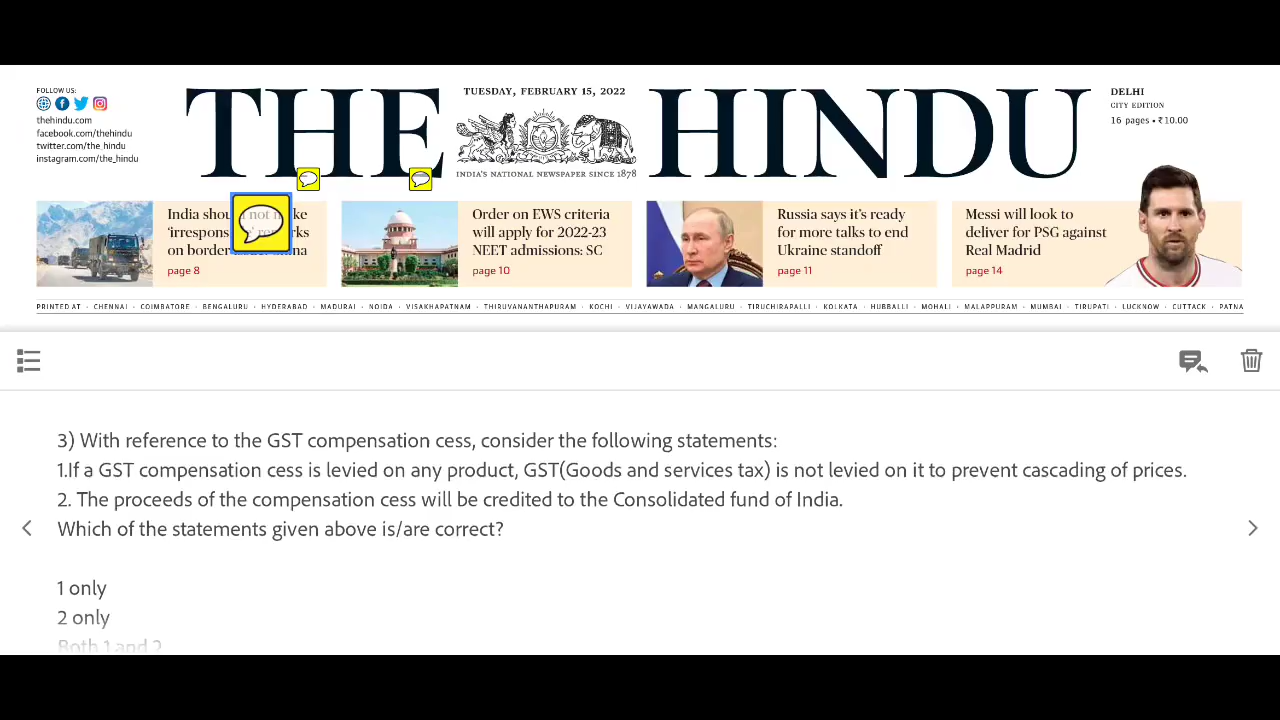 FOLLOW US:
thehindu.com
facebook.com/thehindu
twitter.com/the_hindu
instagram.com/the_hindu
THE HINDU
TUESDAY, FEBRUARY 15, 2022
INDIA'S NATIONAL NEWSPAPER SINCE 1878
DELHI
CITY EDITION
16 pages • ₹10.00
India should not make
'irrespons
on border
page 8
Order on EWS criteria
will apply for 2022-23
NEET admissions: SC
page 10
Russia says it's ready
for more talks to end
Ukraine standoff
page 11
Messi will look to
deliver for PSG against
Real Madrid
page 14
PRINTED AT • CHENNAI • COIMBATORE • BENGALURU • HYDERABAD • MADURAI • NOIDA • VISAKHAPATNAM • THIRUVANANTHAPURAM • KOCHI • VIJAYAWADA • MANGALURU • TIRUCHIRAPALLI • KOLKATA • HUBBALLI • MOHALI • MALAPPURAM • MUMBAI • TIRUPATI • LUCKNOW • CUTTACK • PATNA
3) With reference to the GST compensation cess, consider the following statements:
1.If a GST compensation cess is levied on any product, GST(Goods and services tax) is not levied on it to prevent cascading of prices.
2. The proceeds of the compensation cess will be credited to the Consolidated fund of India.
Which of the statements given above is/are correct?
1 only
2 only
Both 1 and 2